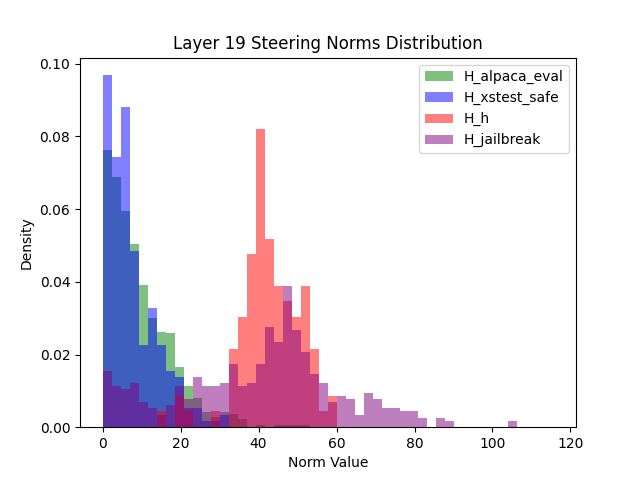 Layer 19 Steering Norms Distribution
H_alpaca_eval
H_xstest_safe
H_h
H_jailbreak
Density
0.10
0.08
0.06
0.04
0.02
0.00
0 20 40 60 80 100 120
Norm Value